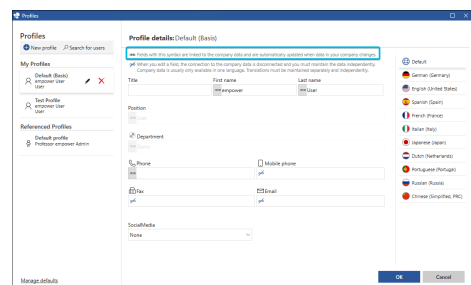 Profiles
Profiles
New profile
Search for users
My Profiles
Default (Basis)
empower User
User
Test Profile
empower User
User
Referenced Profiles
Default profile
Professor empower Admin
Manage defaults
Profile details: Default (Basis)
Fields with this symbol are linked to the company data and are automatically updated when data in your company changes.
When you edit a field, the connection to the company data is disconnected and you must maintain the data independently.
Company data is usually only available in one language. Translations must be maintained separately and independently.
Title
First name
Last name
empower
User
Position
Department
Phone
Mobile phone
Fax
Email
SocialMedia
None
Default
German (Germany)
English (United States)
Spanish (Spain)
French (France)
Italian (Italy)
Japanese (Japan)
Dutch (Netherlands)
Portuguese (Portugal)
Russian (Russia)
Chinese (Simplified, PRC)
OK
Cancel